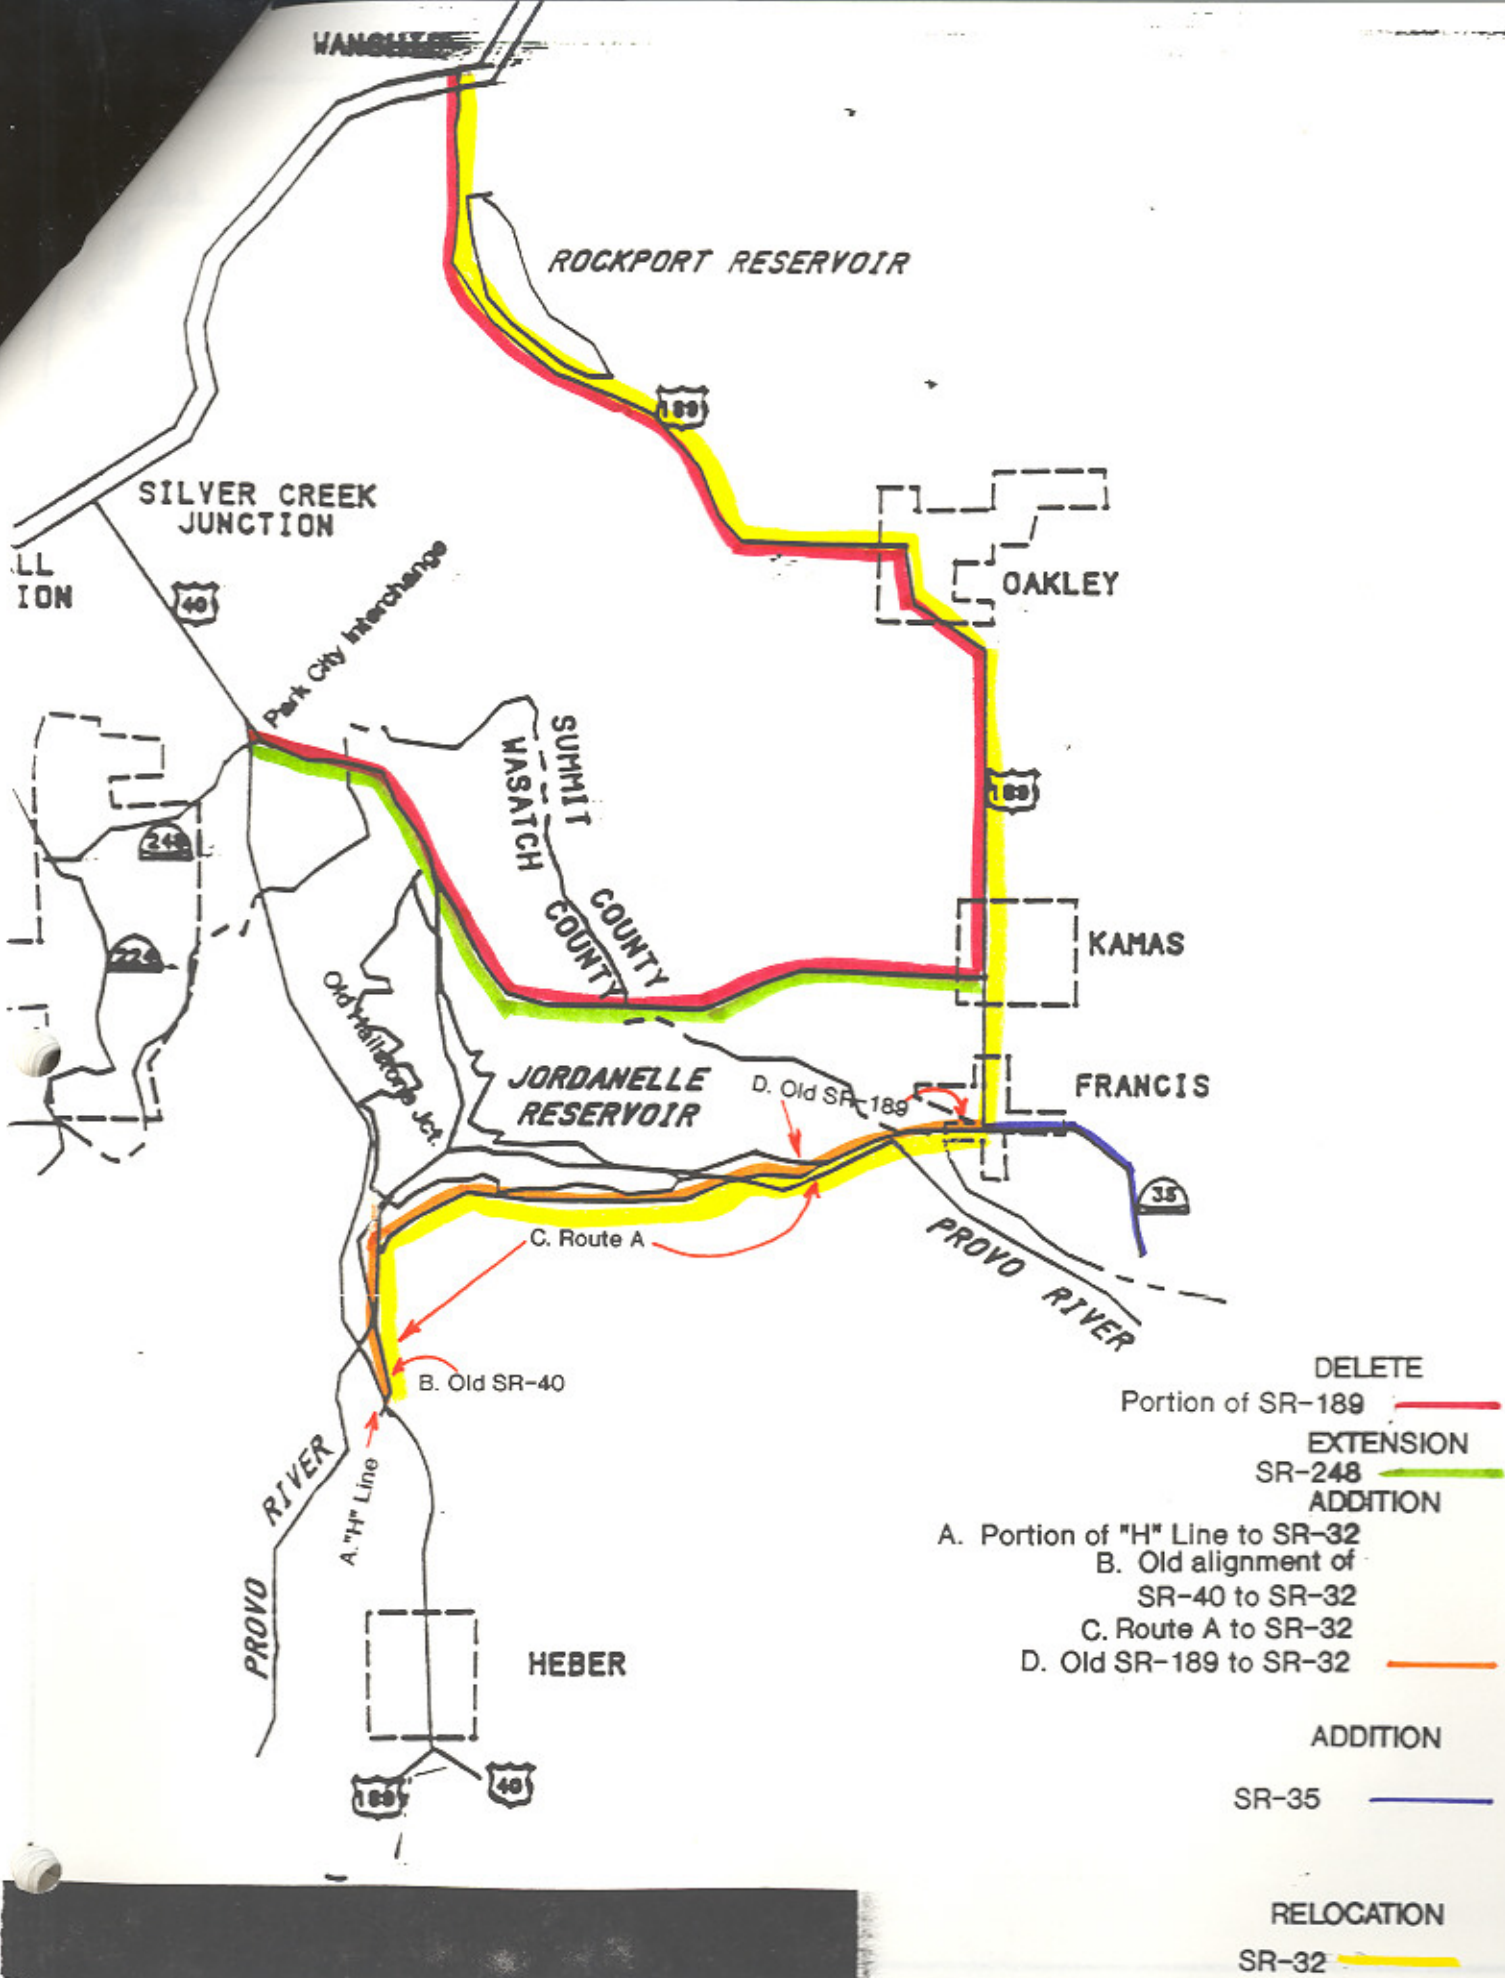 ROCKPORT RESERVOIR
189
SILVER CREEK
JUNCTION
LL
ION
40
Park City Interchange
OAKLEY
SUMMIT
WASATCH
COUNTY
COUNTY
189
248
224
KAMAS
Old Hailstone Jct.
JORDANELLE
RESERVOIR
D. Old SR-189
FRANCIS
35
C. Route A
PROVO RIVER
B. Old SR-40
A. "H" Line
PROVO RIVER
HEBER
189
40
DELETE
Portion of SR-189
EXTENSION
SR-248
ADDITION
A. Portion of "H" Line to SR-32
B. Old alignment of
SR-40 to SR-32
C. Route A to SR-32
D. Old SR-189 to SR-32
ADDITION
SR-35
RELOCATION
SR-32